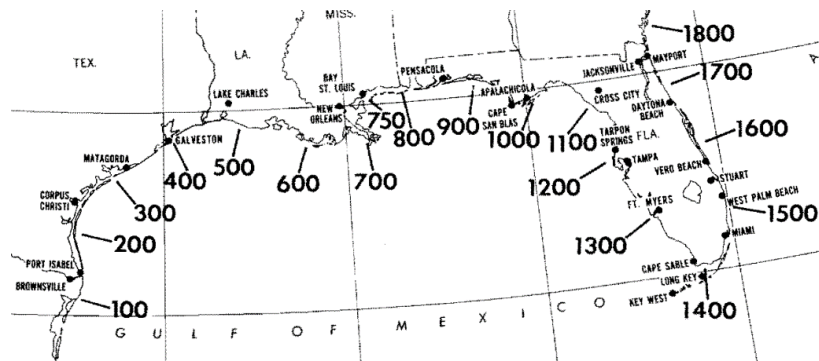 MISS.
1800
TEX.
LA.
BAY
ST. LOUIS
PENSACOLA
JACKSONVILLE
MAYPORT
1700
LAKE CHARLES
NEW
ORLEANS
750
800
900
APALACHICOLA
CAPE
SAN BLAS
1000
CROSS CITY
DAYTONA
BEACH
GALVESTON
400
500
600
700
1100
FLA.
1600
TARPON
SPRINGS
TAMPA
1200
VERO BEACH
STUART
MATAGORDA
300
CORPUS
CHRISTI
WEST PALM BEACH
FT. MYERS
1500
200
1300
MIAMI
PORT ISABEL
BROWNSVILLE
CAPE SABLE
LONG KEY
KEY WEST
1400
100
GULF OF MEXICO
A